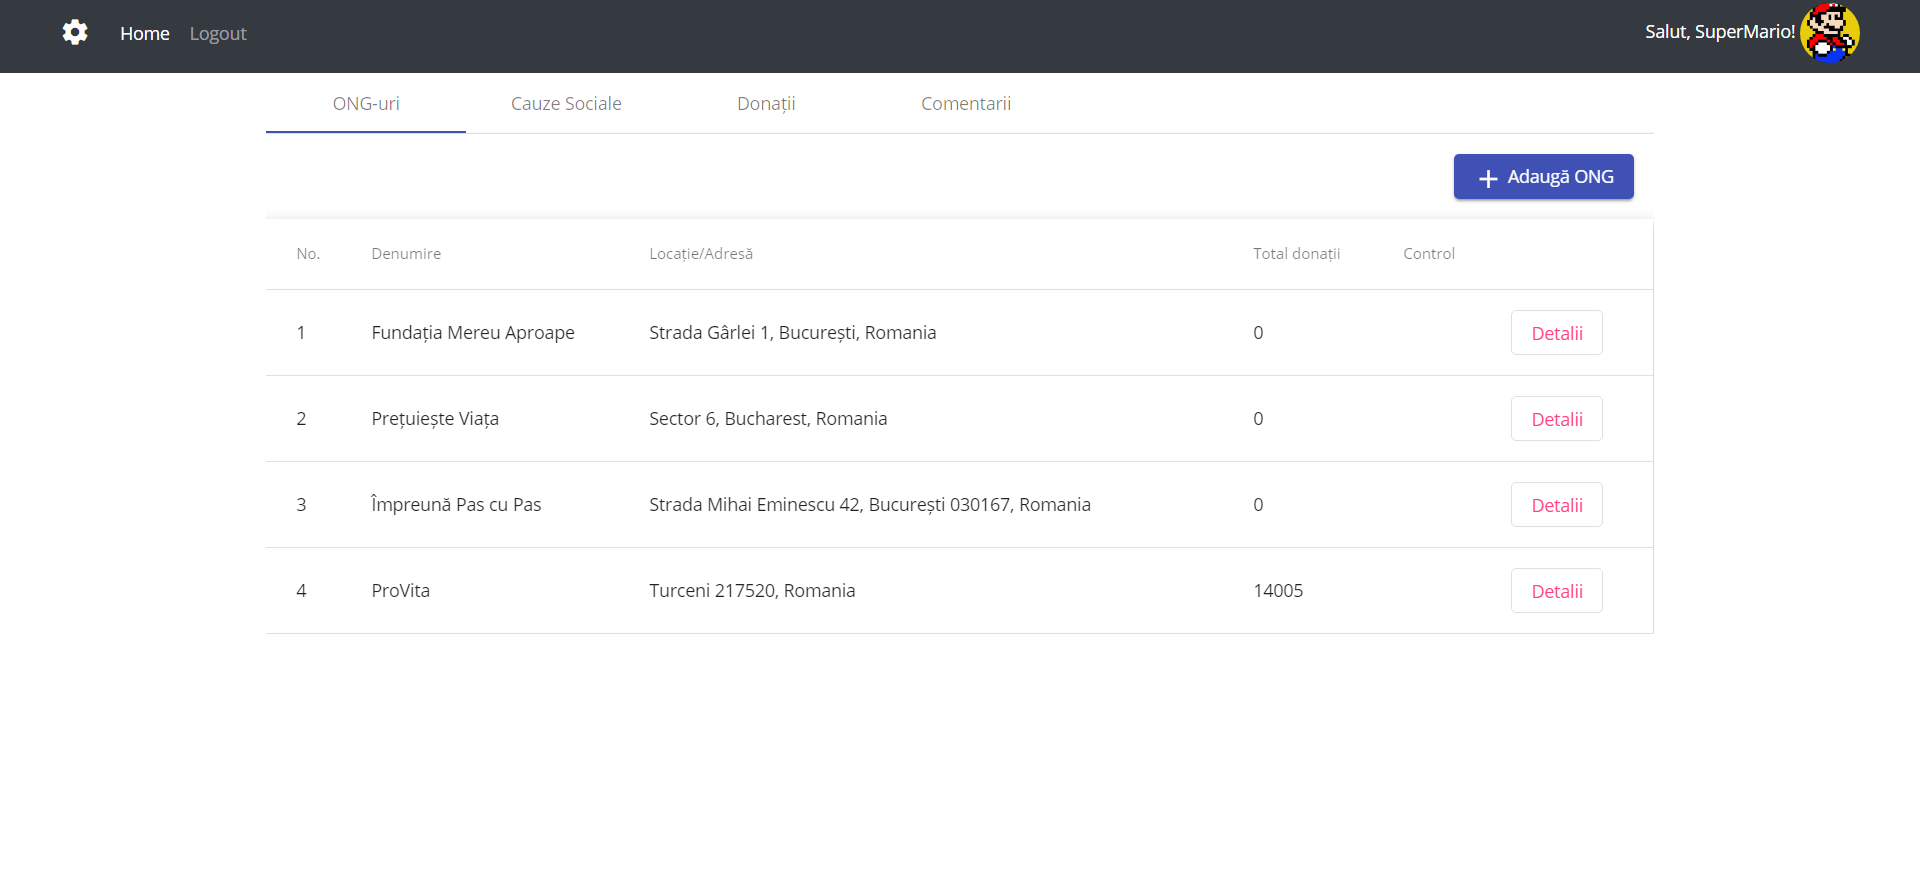 Home Logout Salut, SuperMario!
ONG-uri Cauze Sociale Donații Comentarii
Adaugă ONG
No. Denumire Locație/Adresă Total donații Control
1 Fundația Mereu Aproape Strada Gârlei 1, București, Romania 0 Detalii
2 Prețuiește Viața Sector 6, Bucharest, Romania 0 Detalii
3 Împreună Pas cu Pas Strada Mihai Eminescu 42, București 030167, Romania 0 Detalii
4 ProVita Turceni 217520, Romania 14005 Detalii